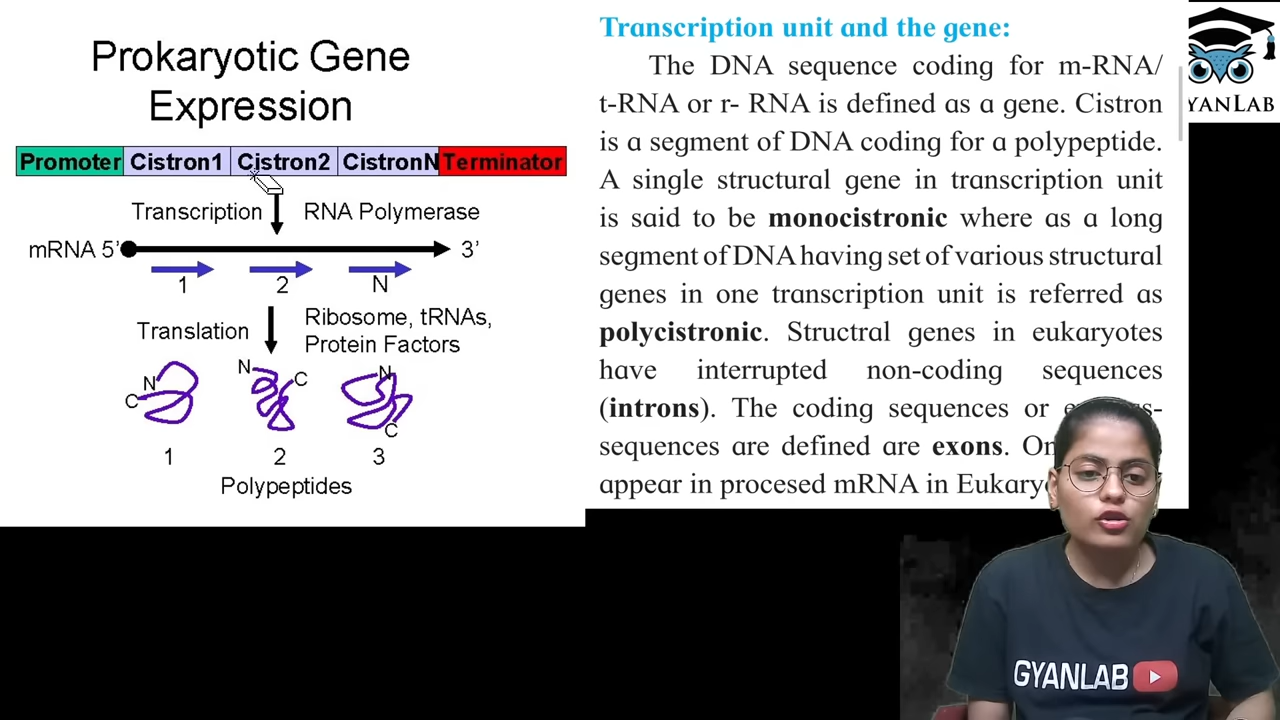 Prokaryotic Gene
Expression
Promoter Cistron1 Cistron2 CistronN Terminator
Transcription RNA Polymerase
mRNA 5’ 3’
1 2 N
Translation
Ribosome, tRNAs,
Protein Factors
N C N C N C
1 2 3
Polypeptides
Transcription unit and the gene:
The DNA sequence coding for m-RNA/
t-RNA or r- RNA is defined as a gene. Cistron
is a segment of DNA coding for a polypeptide.
A single structural gene in transcription unit
is said to be monocistronic where as a long
segment of DNA having set of various structural
genes in one transcription unit is referred as
polycistronic. Structral genes in eukaryotes
have interrupted non-coding sequences
(introns). The coding sequences or
sequences are defined are exons.
appear in procesed mRNA in
YANLAB
GYANLAB